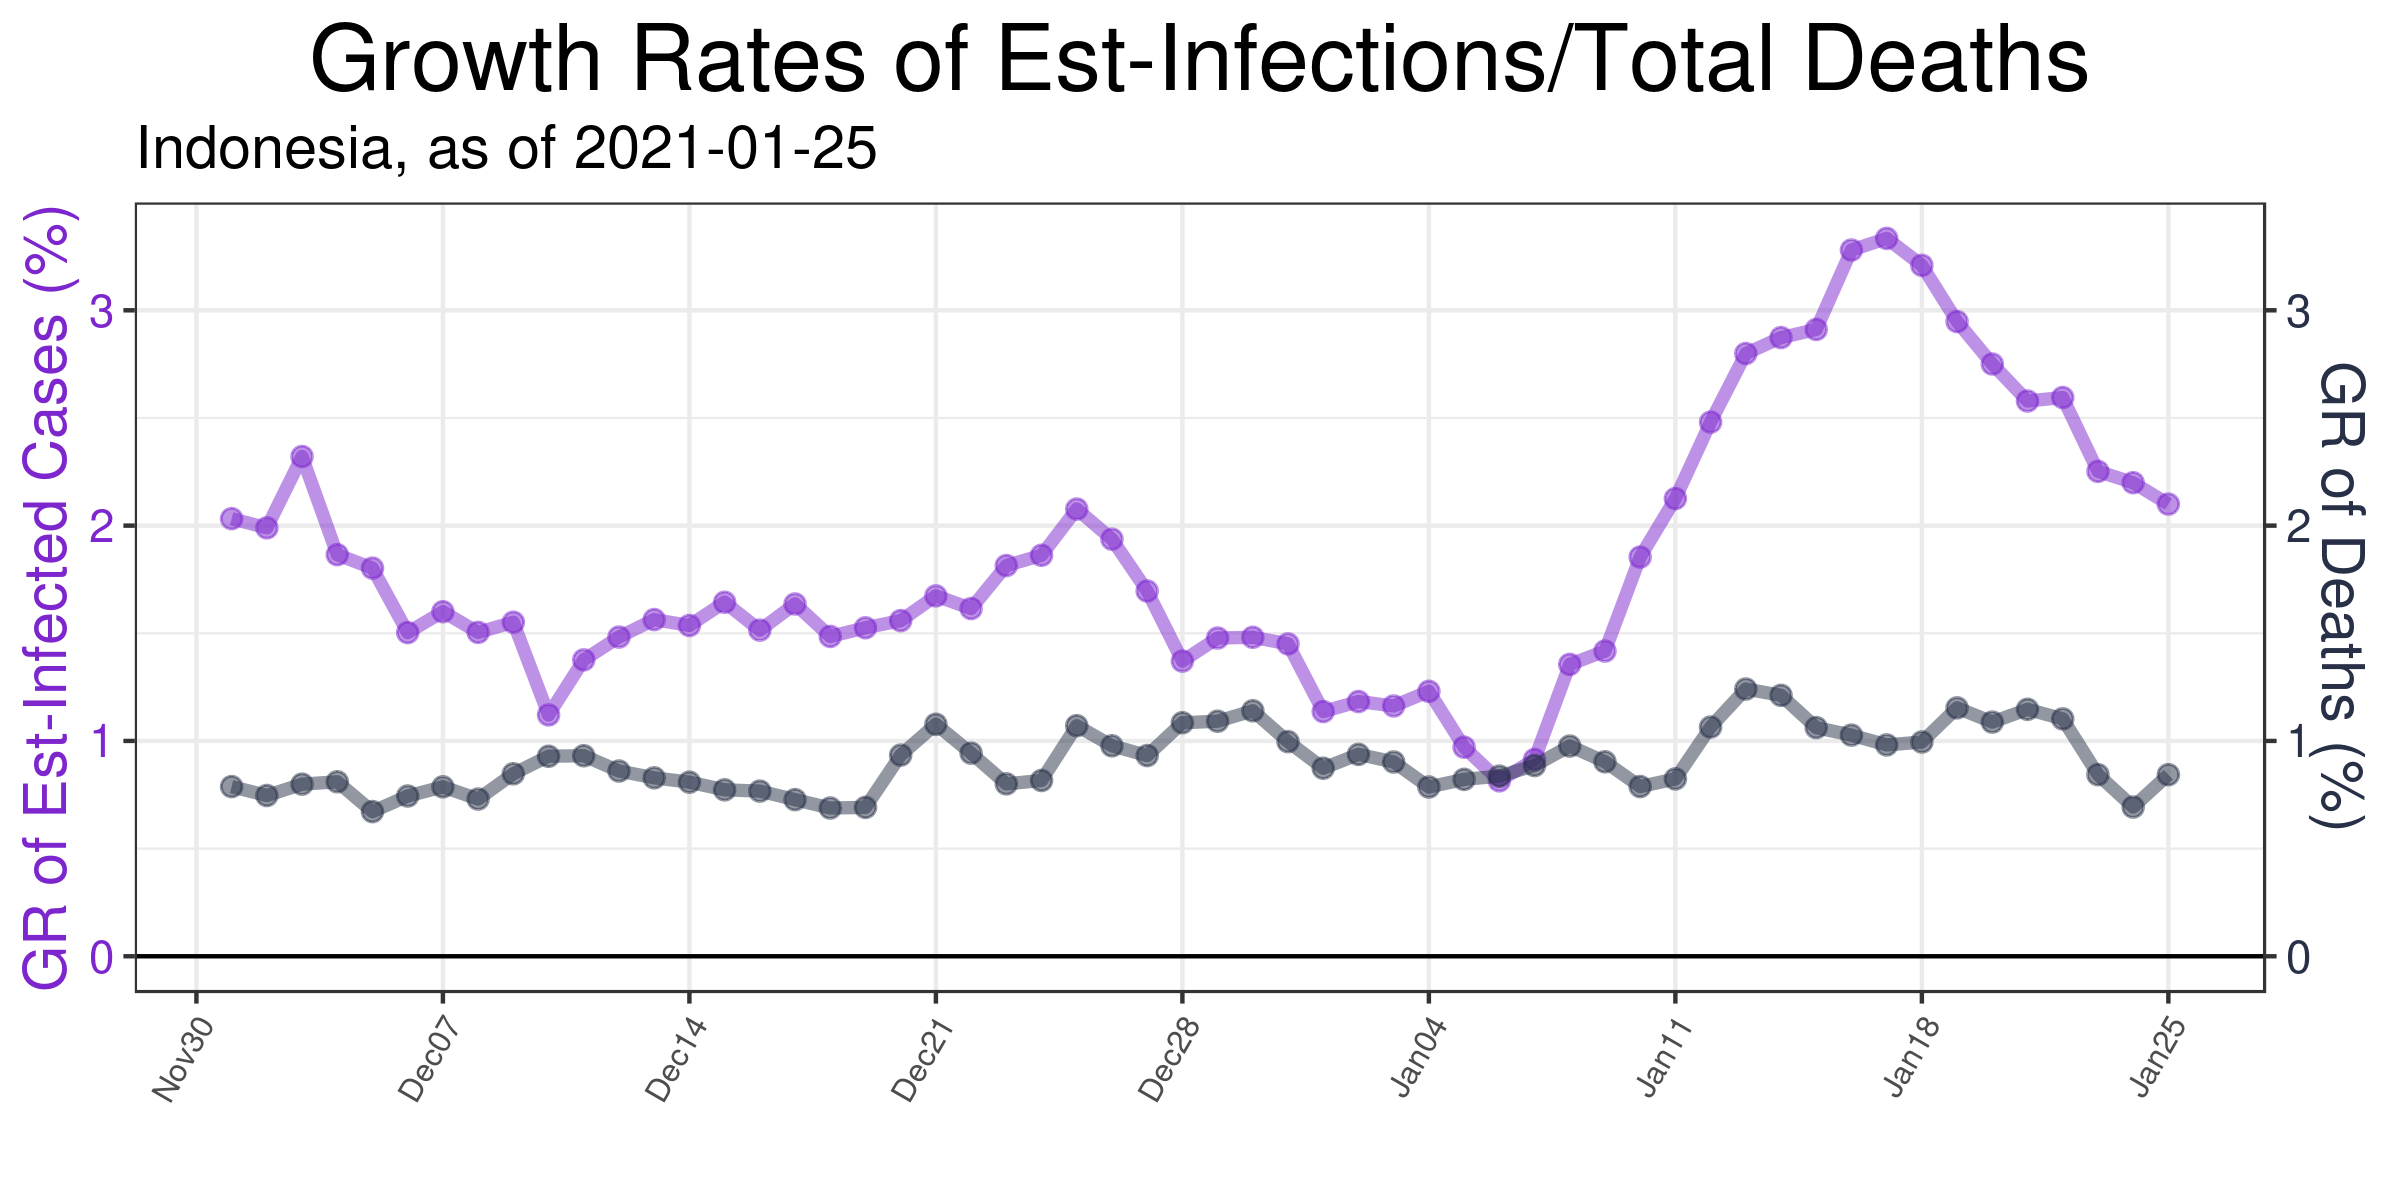 Growth Rates of Est-Infections/Total Deaths
Indonesia, as of 2021-01-25
GR of Est-Infected Cases (%)
3
2
1
0
3
2
1
0
GR of Deaths (%)
Nov30
Dec07
Dec14
Dec21
Dec28
Jan04
Jan11
Jan18
Jan25